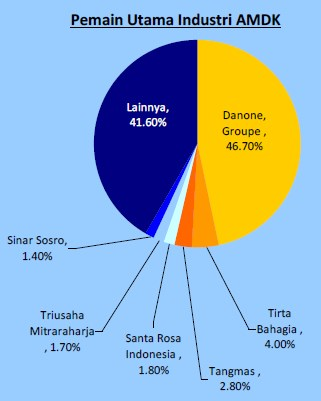 Pemain Utama Industri AMDK
Lainnya,
41.60%
Danone,
Groupe ,
46.70%
Sinar Sosro,
1.40%
Triusaha
Mitraraharja
, 1.70%
Santa Rosa
Indonesia ,
1.80%
Tangmas ,
2.80%
Tirta
Bahagia ,
4.00%